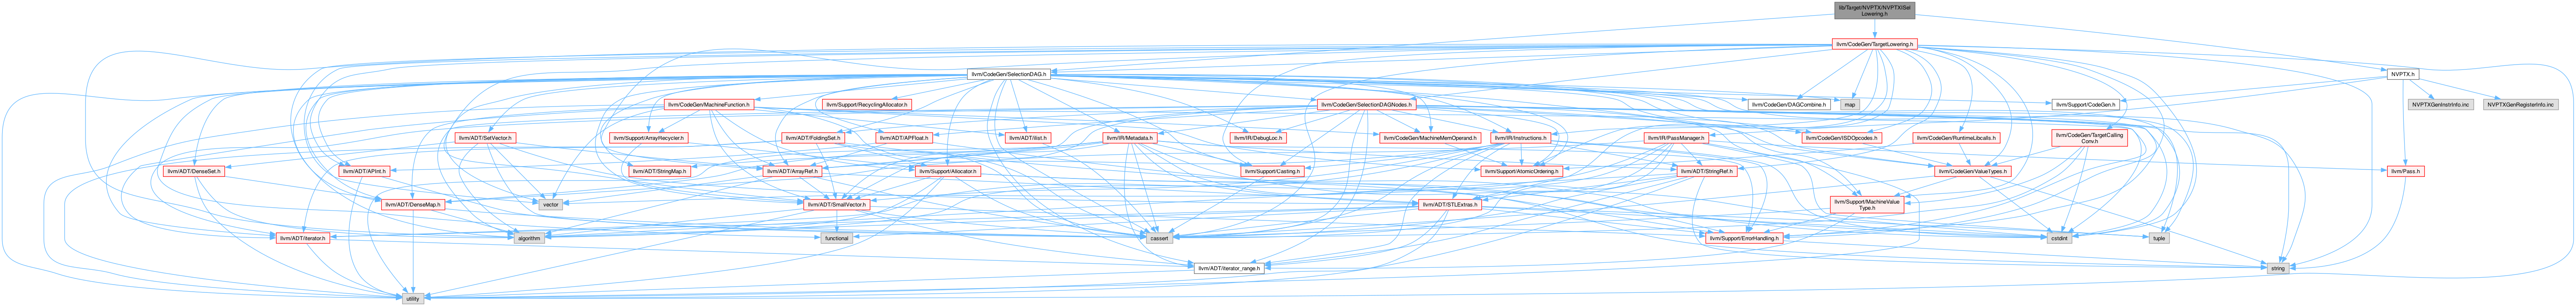 lib/Target/NVPTX/NVPTXISel
Lowering.h
llvm/CodeGen/TargetLowering.h
llvm/CodeGen/SelectionDAG.h
NVPTX.h
llvm/CodeGen/MachineFunction.h
llvm/Support/RecyclingAllocator.h
llvm/CodeGen/SelectionDAGNodes.h
llvm/CodeGen/DAGCombine.h
map
llvm/Support/CodeGen.h
NVPTXGenInstrInfo.inc
NVPTXGenRegisterInfo.inc
llvm/ADT/SetVector.h
llvm/Support/ArrayRecycler.h
llvm/ADT/FoldingSet.h
llvm/ADT/APFloat.h
llvm/ADT/ilist.h
llvm/IR/Metadata.h
llvm/IR/DebugLoc.h
llvm/CodeGen/MachineMemOperand.h
llvm/IR/Instructions.h
llvm/IR/PassManager.h
llvm/CodeGen/ISDOpcodes.h
llvm/CodeGen/RuntimeLibcalls.h
llvm/CodeGen/TargetCalling
Conv.h
llvm/ADT/DenseSet.h
llvm/ADT/APInt.h
llvm/ADT/StringMap.h
llvm/ADT/ArrayRef.h
llvm/Support/Allocator.h
llvm/Support/Casting.h
llvm/Support/AtomicOrdering.h
llvm/ADT/StringRef.h
llvm/CodeGen/ValueTypes.h
llvm/Pass.h
llvm/ADT/DenseMap.h
vector
llvm/ADT/SmallVector.h
llvm/ADT/STLExtras.h
llvm/Support/MachineValue
Type.h
llvm/ADT/iterator.h
algorithm
functional
cassert
llvm/Support/ErrorHandling.h
cstdint
tuple
llvm/ADT/iterator_range.h
string
utility